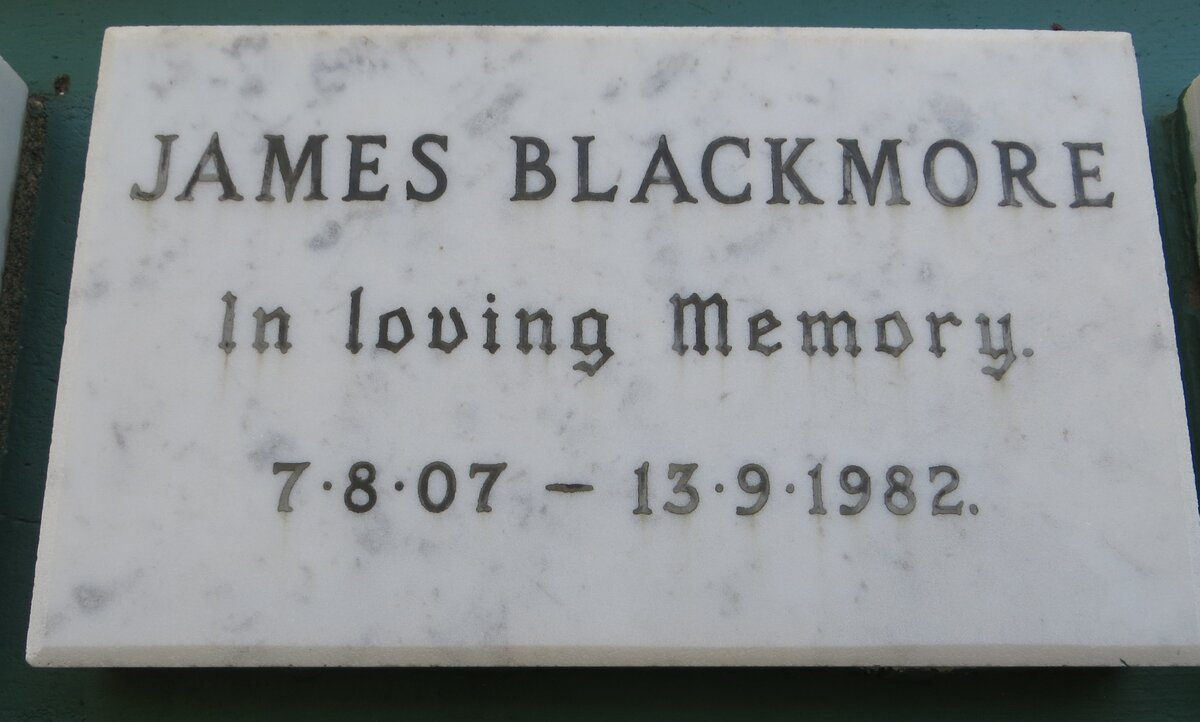 JAMES BLACKMORE
In loving Memory.
7·8·07 – 13·9·1982.